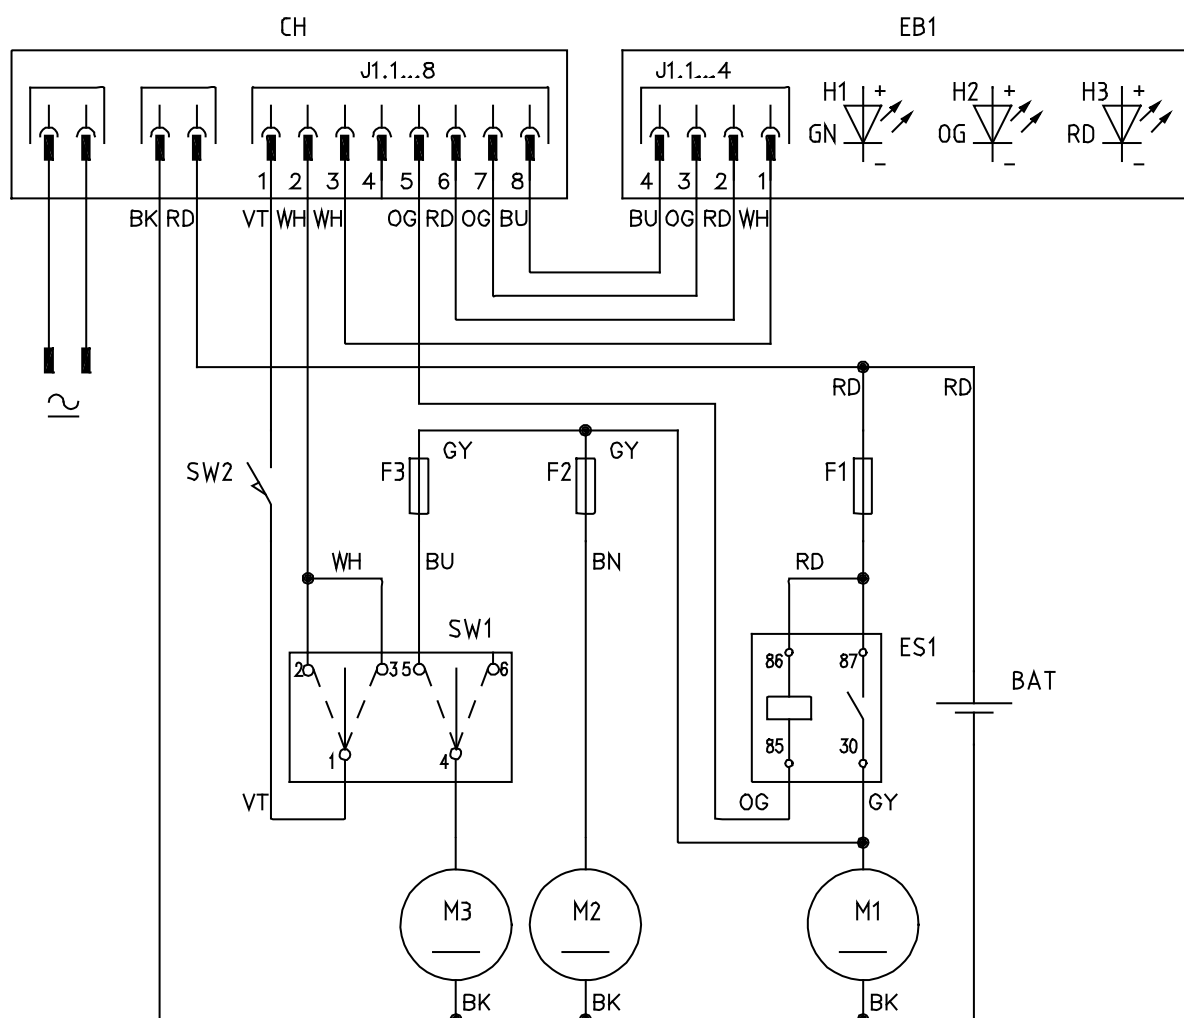 CH EB1
J1.1...8 J1.1...4
H1 + H2 + H3 +
GN OG RD
- - -
1 2 3 4 5 6 7 8 4 3 2 1
BK RD VT WH WH OG RD OG BU BU OG RD WH
RD RD
GY GY
SW2 F3 F2 F1
WH BU BN RD
SW1 ES1
2 3 5 6 86 87
BAT
1 4 85 30
VT OG GY
M3 M2 M1
BK BK BK